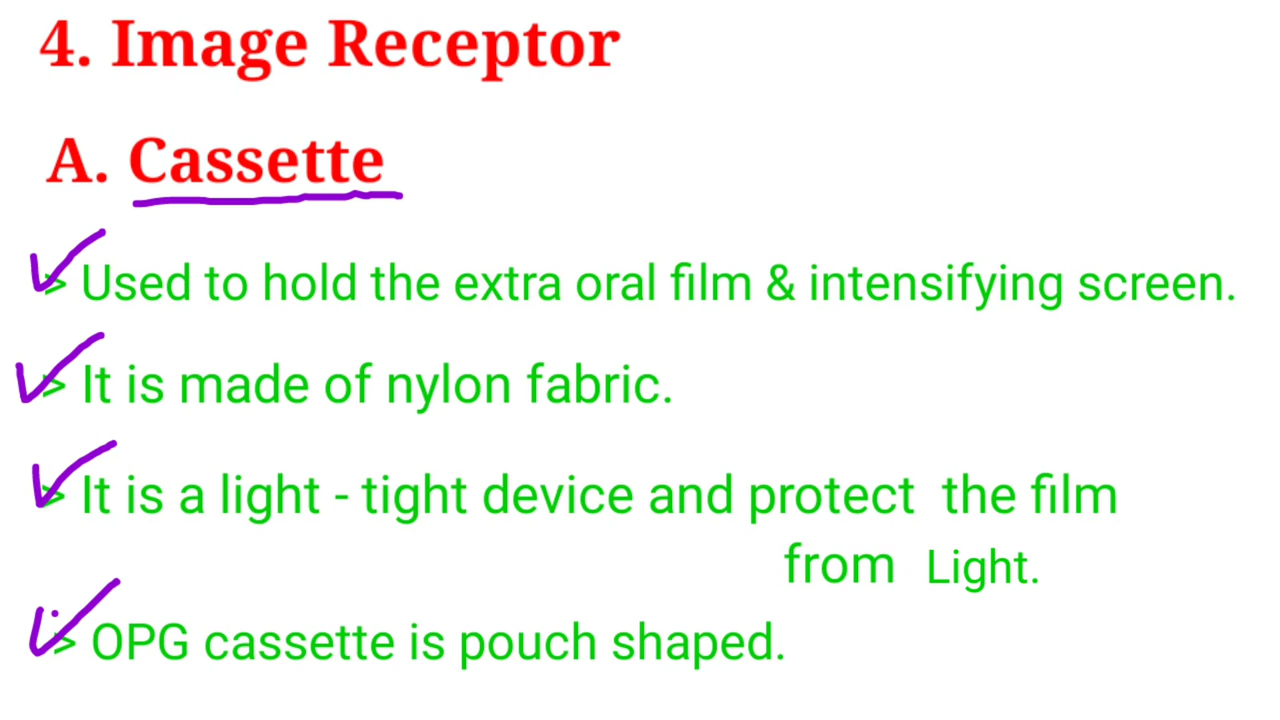 4. Image Receptor
A. Cassette
> Used to hold the extra oral film & intensifying screen.
> It is made of nylon fabric.
> It is a light - tight device and protect the film
from Light.
> OPG cassette is pouch shaped.